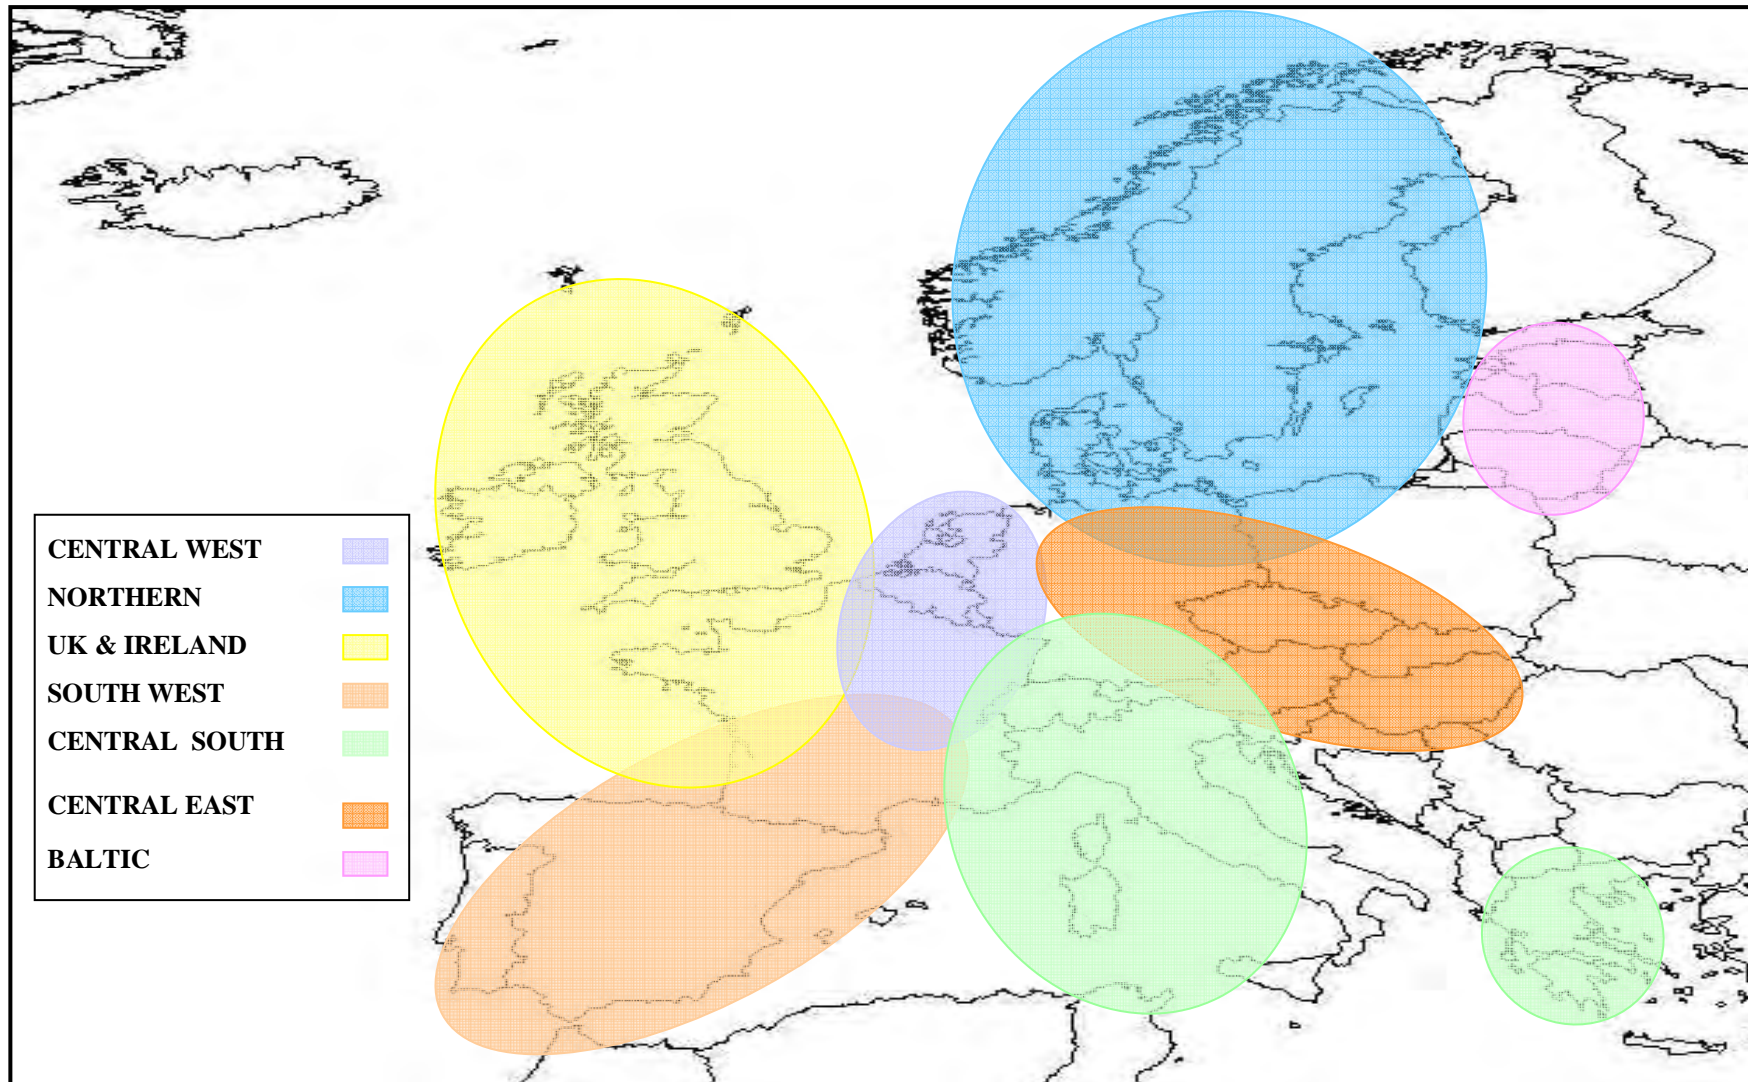 CENTRAL WEST
NORTHERN
UK & IRELAND
SOUTH WEST
CENTRAL SOUTH
CENTRAL EAST
BALTIC